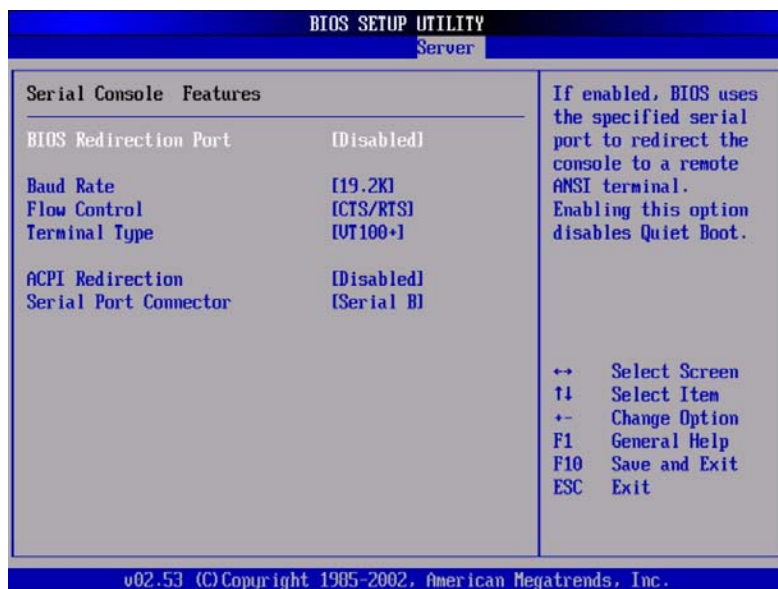 BIOS SETUP UTILITY
Server
Serial Console Features
BIOS Redirection Port [Disabled]
Baud Rate [19.2K]
Flow Control [CTS/RTS]
Terminal Type [VT100+]
ACPI Redirection [Disabled]
Serial Port Connector [Serial B]
If enabled, BIOS uses
the specified serial
port to redirect the
console to a remote
ANSI terminal.
Enabling this option
disables Quiet Boot.
↔ Select Screen
↑↓ Select Item
+- Change Option
F1 General Help
F10 Save and Exit
ESC Exit
v02.53 (C)Copyright 1985-2002, American Megatrends, Inc.